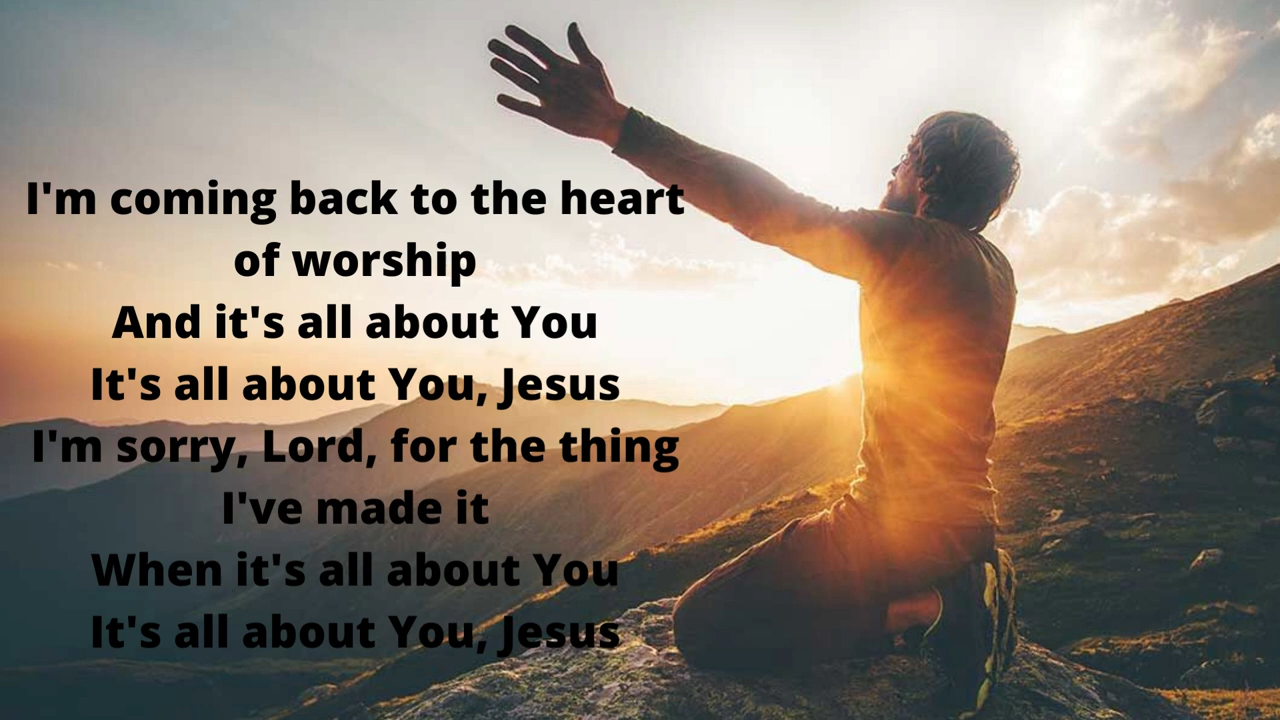 I'm coming back to the heart
of worship
And it's all about You
It's all about You, Jesus
I'm sorry, Lord, for the thing
I've made it
When it's all about You
It's all about You, Jesus